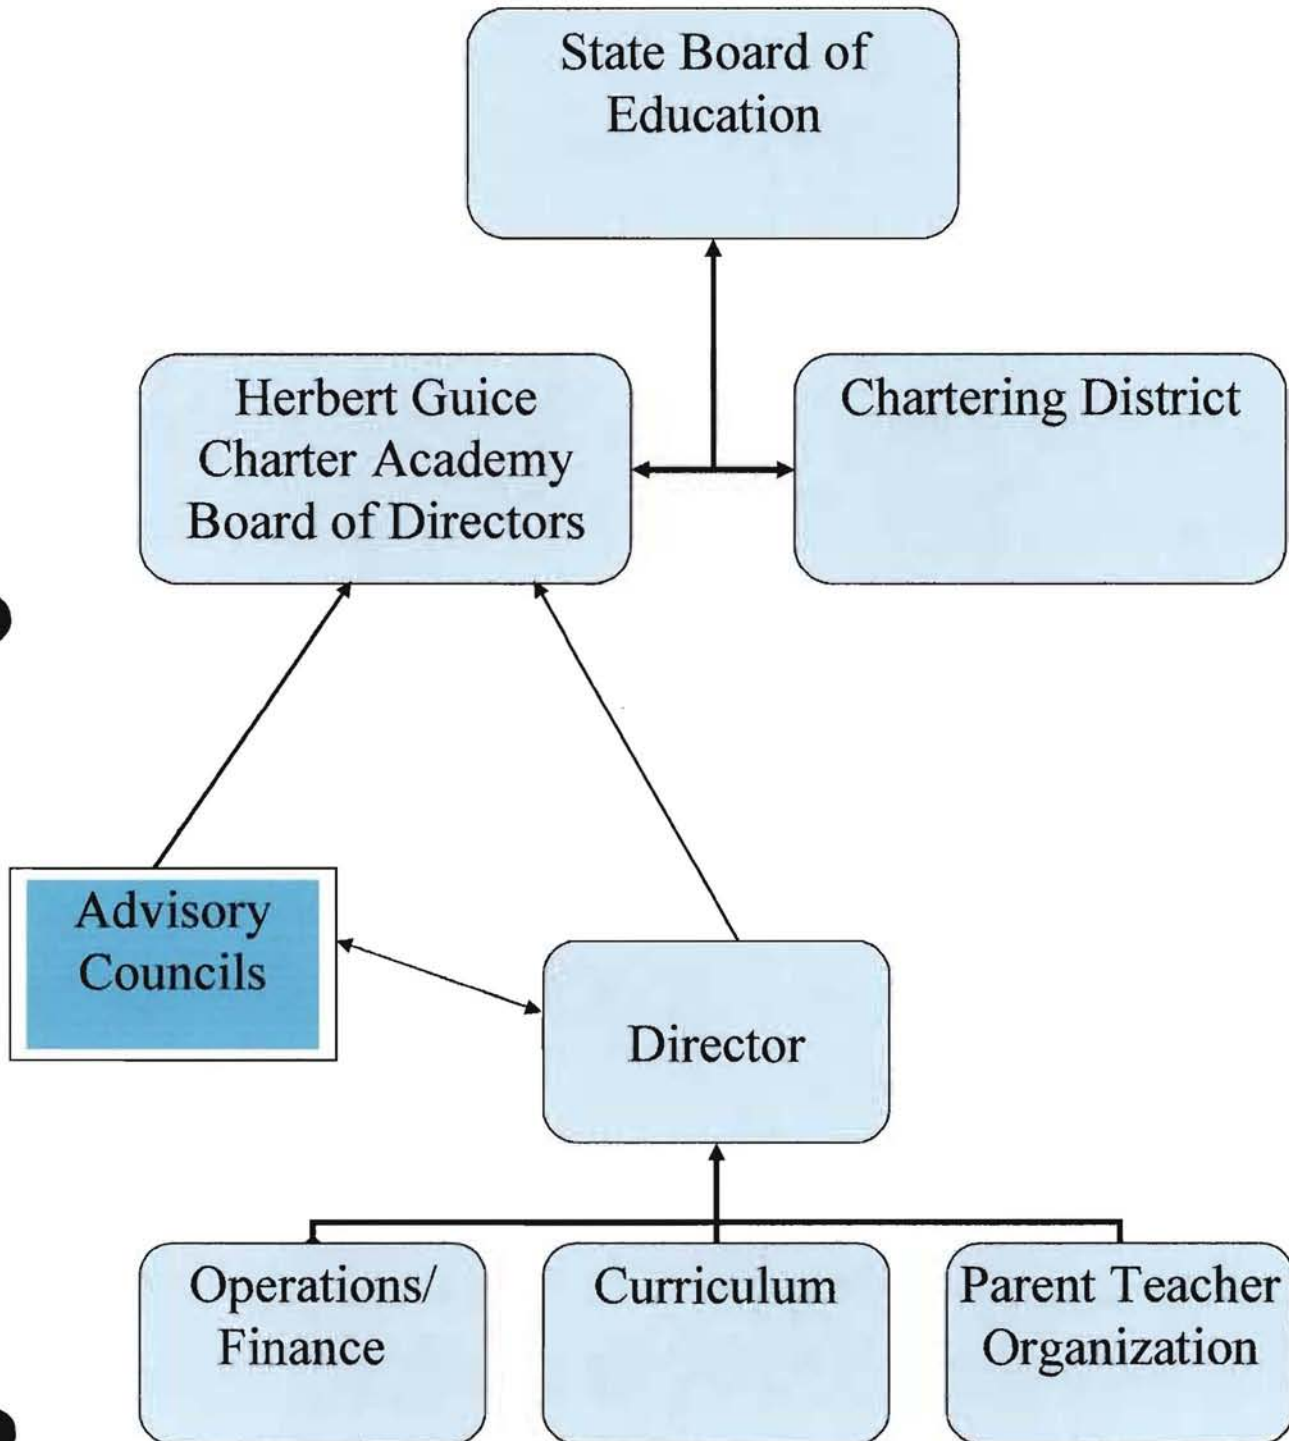 State Board of
Education
Herbert Guice
Charter Academy
Board of Directors
Chartering District
Advisory
Councils
Director
Operations/
Finance
Curriculum
Parent Teacher
Organization